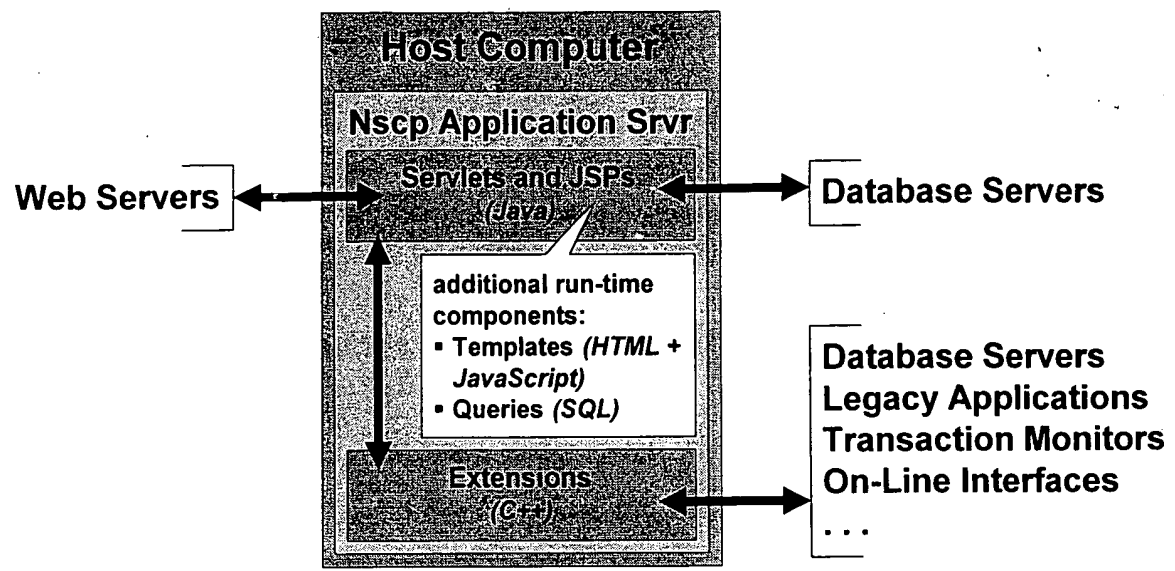 Host Computer
Nscp Application Srvr
Servlets and JSPs
(Java)
Web Servers
Database Servers
additional run-time
components:
▪ Templates (HTML +
JavaScript)
▪ Queries (SQL)
Extensions
(C++)
Database Servers
Legacy Applications
Transaction Monitors
On-Line Interfaces
. . .